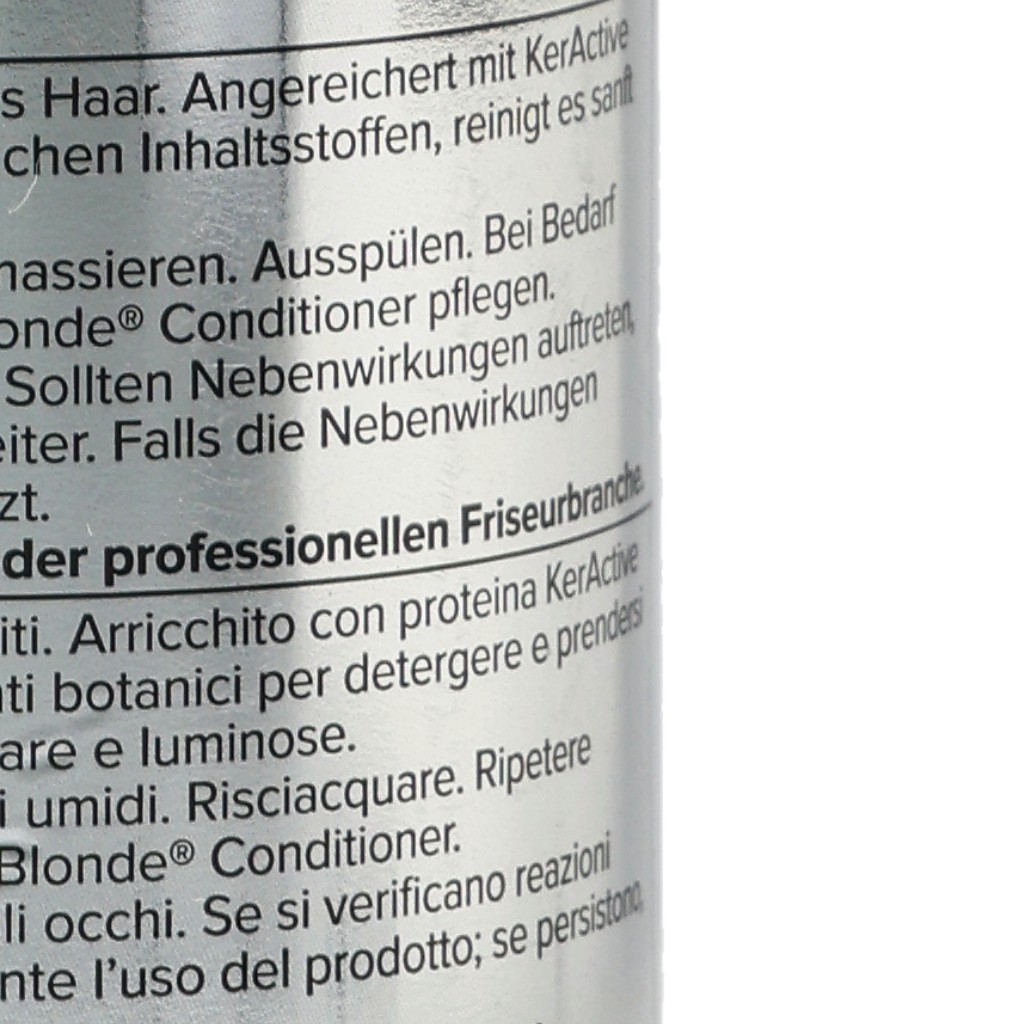 s Haar. Angereichert mit KerActive
chen Inhaltsstoffen, reinigt es sanft
massieren. Ausspülen. Bei Bedarf
onde® Conditioner pflegen.
Sollten Nebenwirkungen auftreten,
eiter. Falls die Nebenwirkungen
zt.
der professionellen Friseurbranche.
iti. Arricchito con proteina KerActive
ti botanici per detergere e prendersi
are e luminose.
i umidi. Risciacquare. Ripetere
Blonde® Conditioner.
li occhi. Se si verificano reazioni
nte l'uso del prodotto; se persistono,